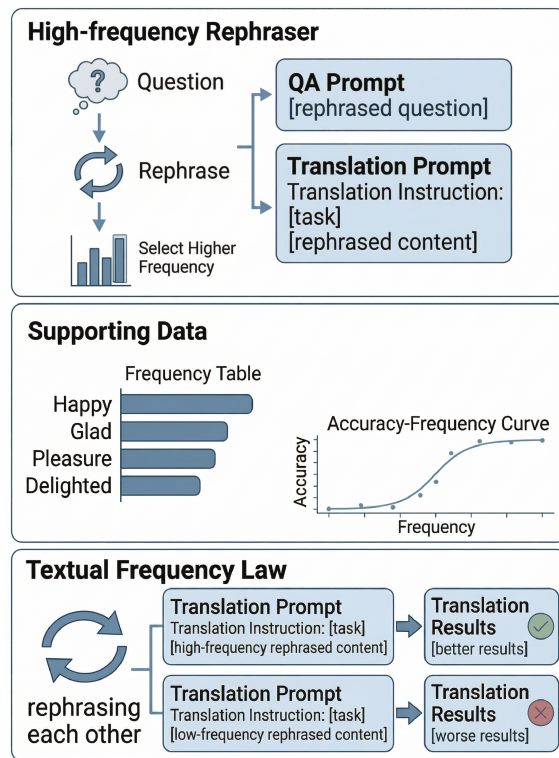 High-frequency Rephraser
?
Question
Rephrase
Select Higher
Frequency
QA Prompt
[rephrased question]
Translation Prompt
Translation Instruction:
[task]
[rephrased content]
Supporting Data
Frequency Table
Happy
Glad
Pleasure
Delighted
Accuracy-Frequency Curve
Accuracy
Frequency
Textual Frequency Law
rephrasing
each other
Translation Prompt
Translation Instruction: [task]
[high-frequency rephrased content]
Translation
Results
[better results]
Translation Prompt
Translation Instruction: [task]
[low-frequency rephrased content]
Translation
Results
[worse results]